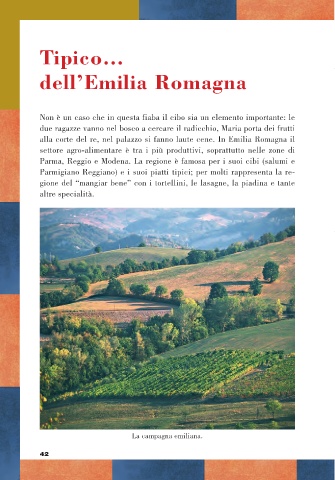 Tipico...
dell'Emilia Romagna
Non è un caso che in questa fiaba il cibo sia un elemento importante: le
due ragazze vanno nel bosco a cercare il radicchio, Maria porta dei frutti
alla corte del re, nel palazzo si fanno laute cene. In Emilia Romagna il
settore agro-alimentare è tra i più produttivi, soprattutto nelle zone di
Parma, Reggio e Modena. La regione è famosa per i suoi cibi (salumi e
Parmigiano Reggiano) e i suoi piatti tipici; per molti rappresenta la re-
gione del "mangiar bene" con i tortellini, le lasagne, la piadina e tante
altre specialità.
La campagna emiliana.
42